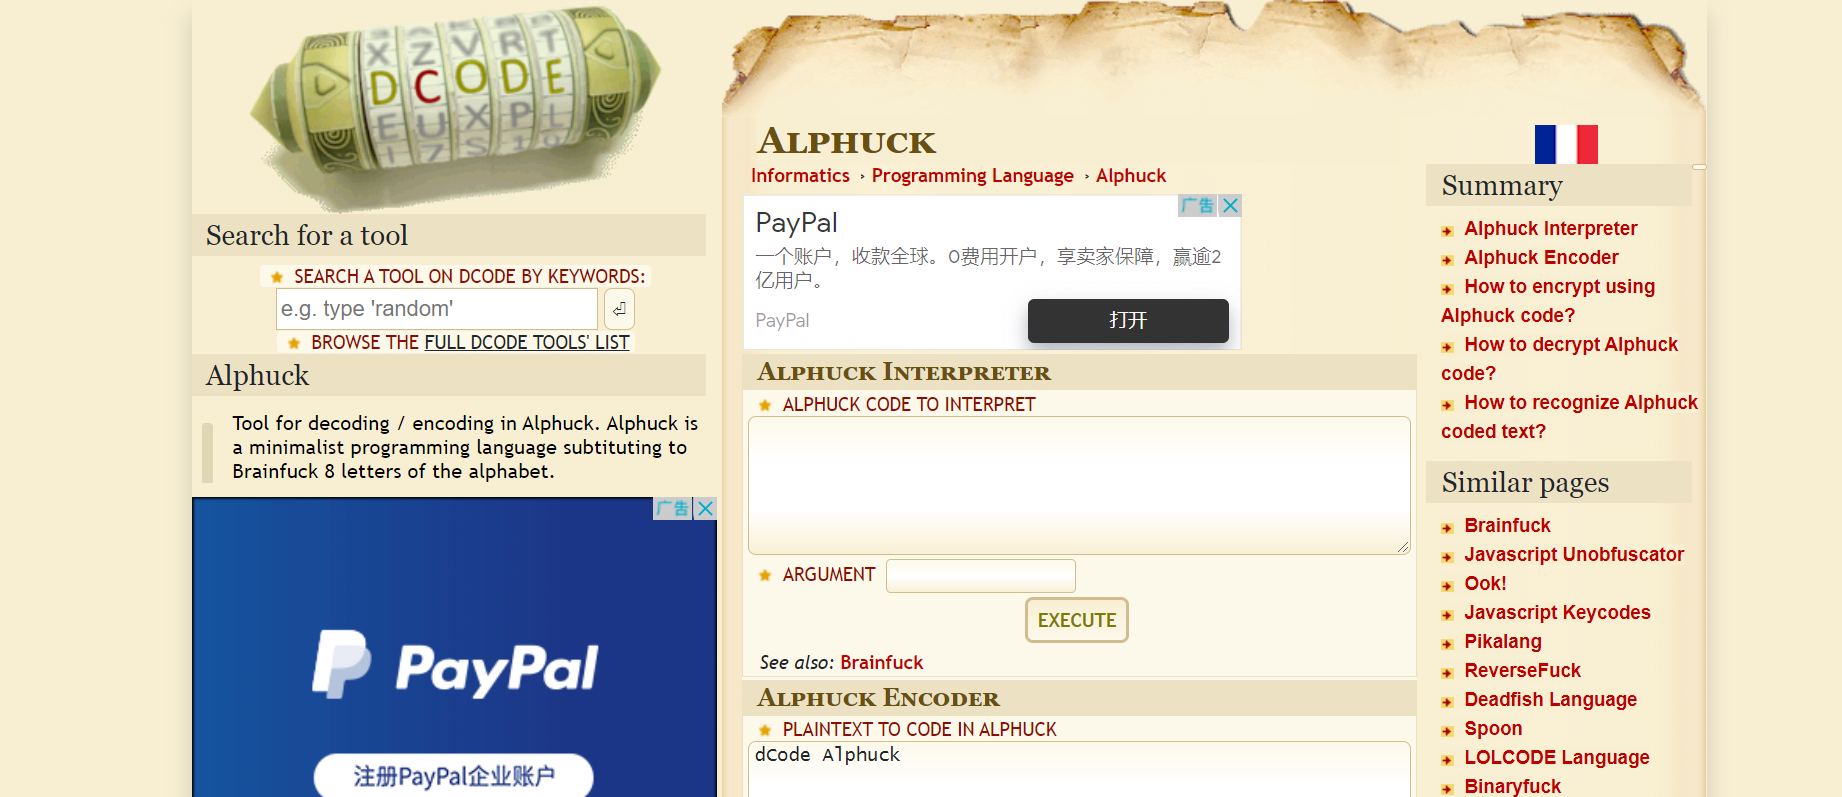 X Z V R T
DCODE
E U X P L
I 7 S 1 9
Search for a tool
SEARCH A TOOL ON DCODE BY KEYWORDS:
e.g. type 'random'
BROWSE THE FULL DCODE TOOLS' LIST
Alphuck
Tool for decoding / encoding in Alphuck. Alphuck is
a minimalist programming language subtituting to
Brainfuck 8 letters of the alphabet.
广告
PayPal
注册PayPal企业账户
Alphuck
Informatics › Programming Language › Alphuck
广告
PayPal
一个账户，收款全球。0费用开户，享卖家保障，赢逾2
亿用户。
PayPal
打开
Alphuck Interpreter
ALPHUCK CODE TO INTERPRET
ARGUMENT
EXECUTE
See also: Brainfuck
Alphuck Encoder
PLAINTEXT TO CODE IN ALPHUCK
dCode Alphuck
Summary
Alphuck Interpreter
Alphuck Encoder
How to encrypt using
Alphuck code?
How to decrypt Alphuck
code?
How to recognize Alphuck
coded text?
Similar pages
Brainfuck
Javascript Unobfuscator
Ook!
Javascript Keycodes
Pikalang
ReverseFuck
Deadfish Language
Spoon
LOLCODE Language
Binaryfuck